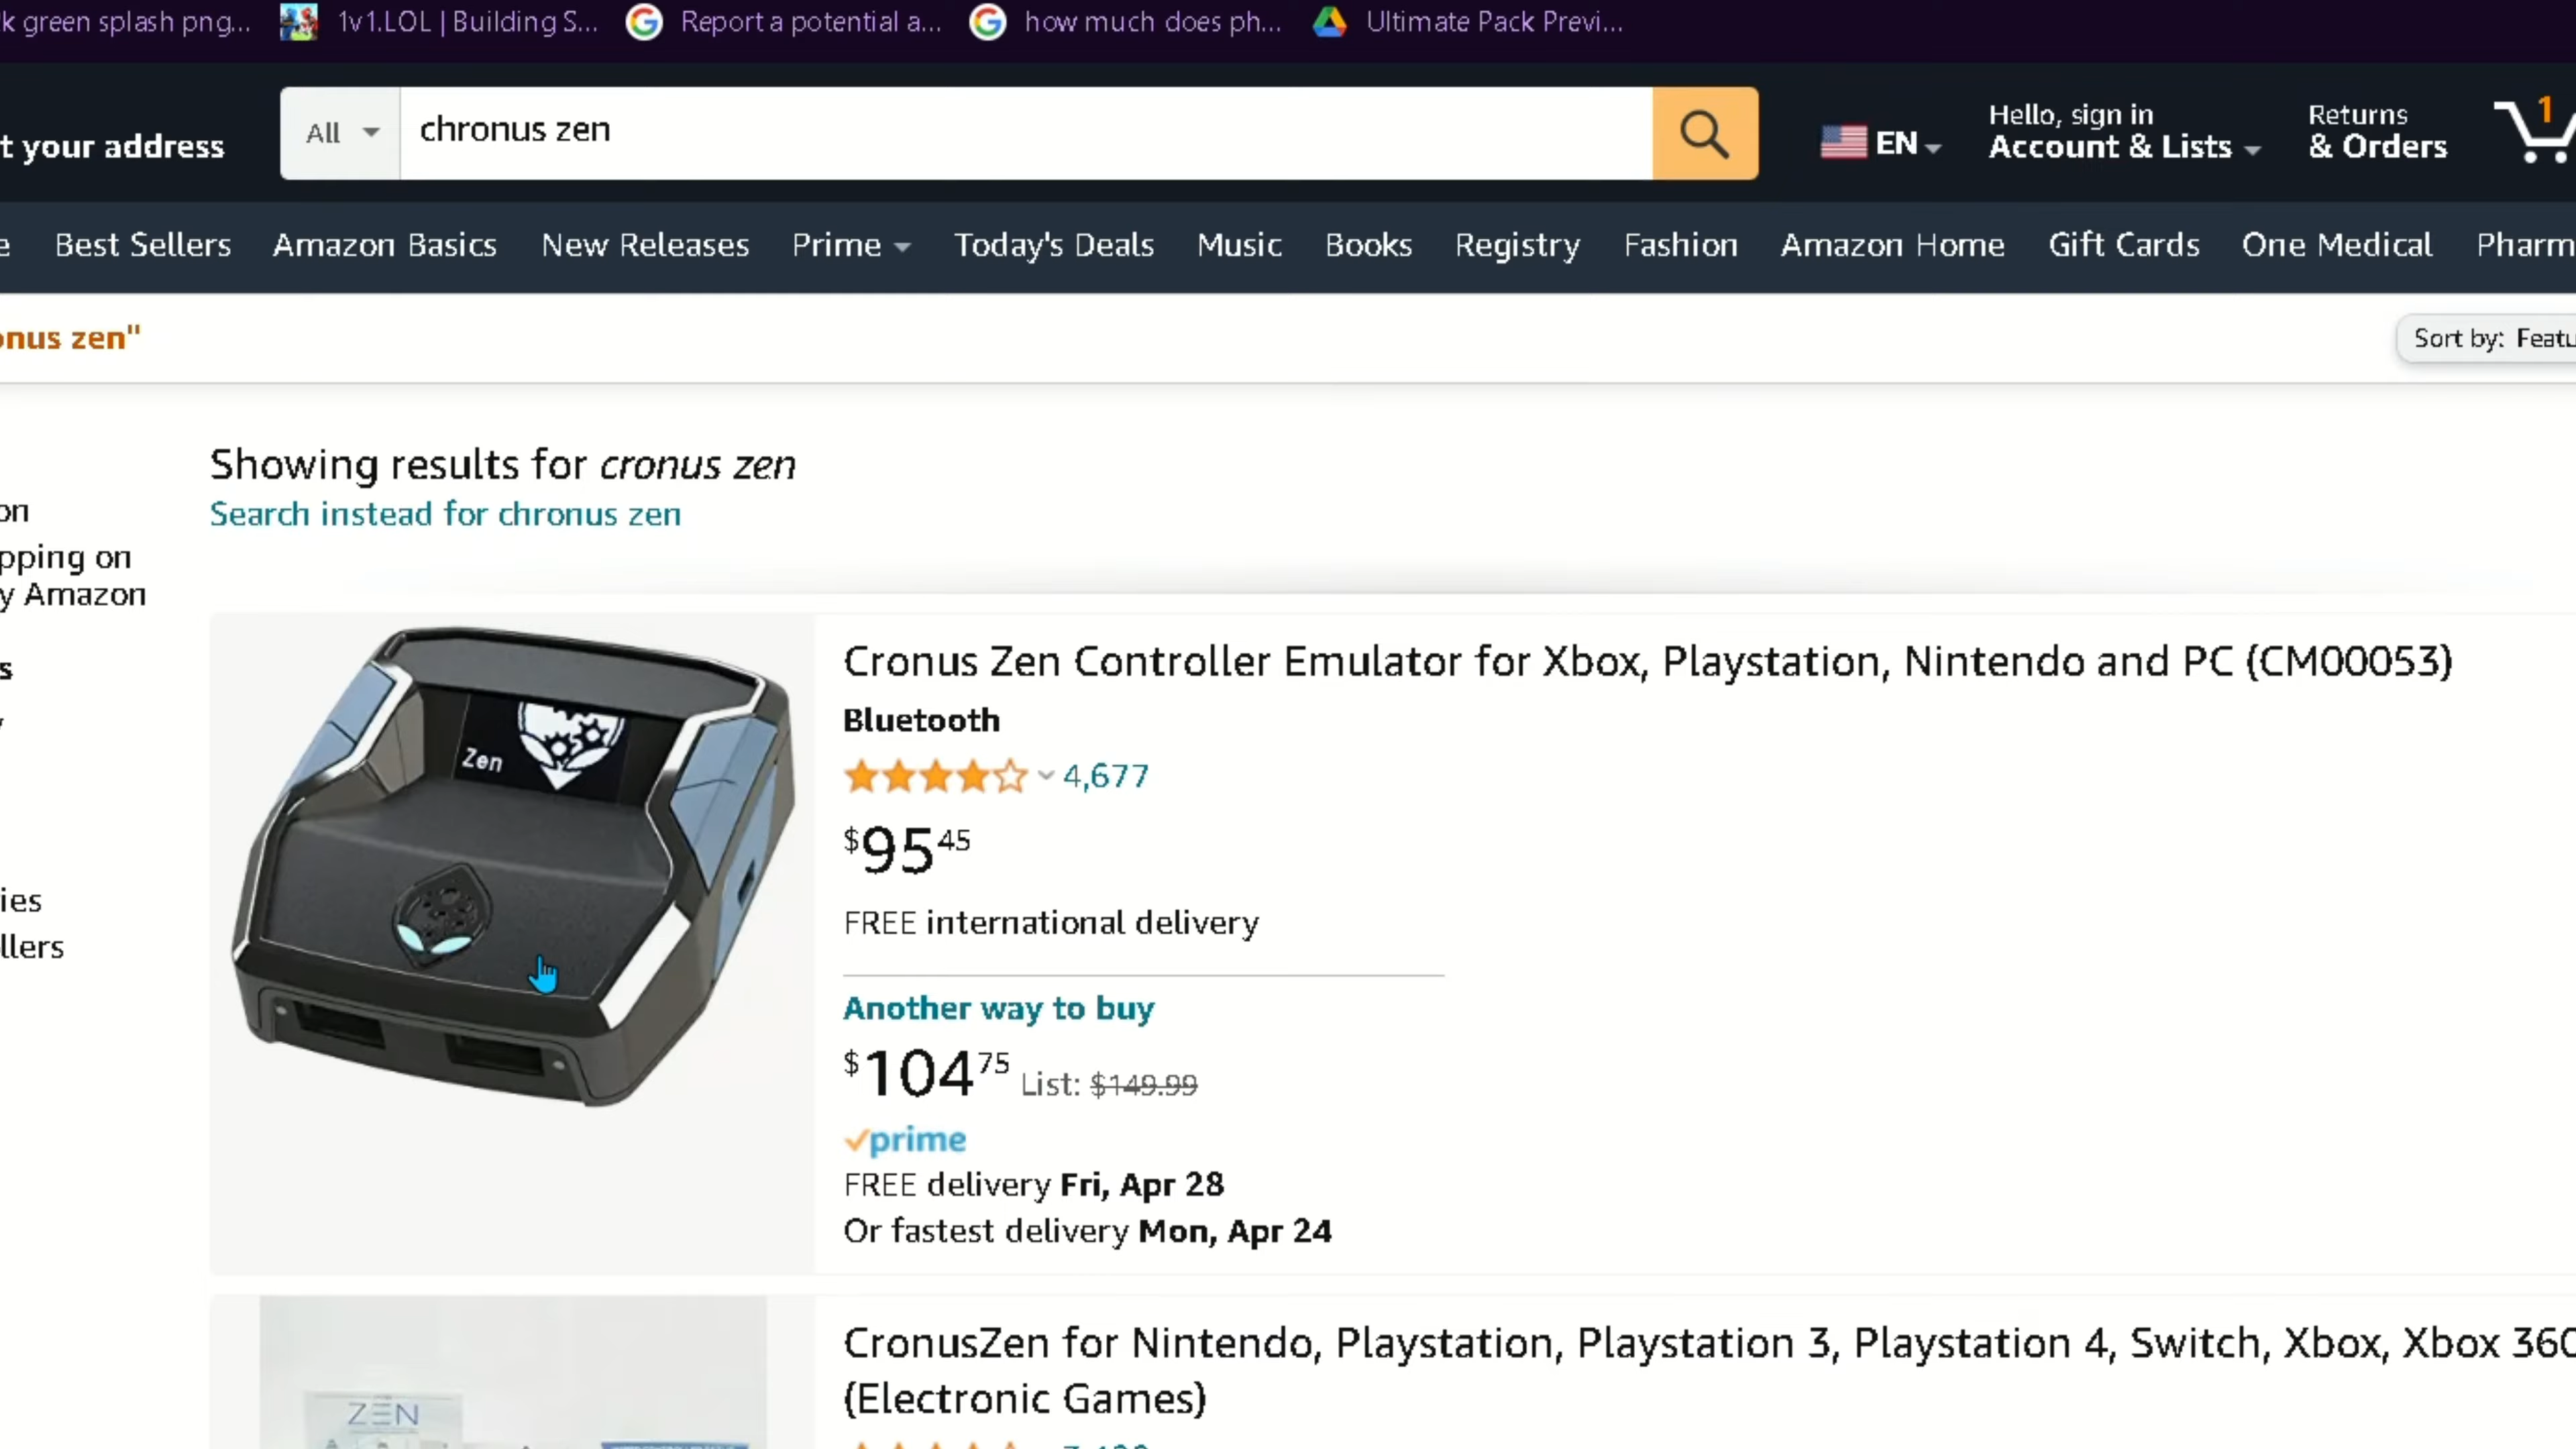 k green splash png... 1v1.LOL | Building S... Report a potential a... how much does ph... Ultimate Pack Previ...
t your address
All
chronus zen
EN
Hello, sign in
Account & Lists
Returns
& Orders
1
e Best Sellers Amazon Basics New Releases Prime Today's Deals Music Books Registry Fashion Amazon Home Gift Cards One Medical Pharm
onus zen"
Sort by: Featu
Showing results for cronus zen
Search instead for chronus zen
on
pping on
y Amazon
s
y
ies
llers
Zen
Cronus Zen Controller Emulator for Xbox, Playstation, Nintendo and PC (CM00053)
Bluetooth
4,677
$95 45
FREE international delivery
Another way to buy
$104 75 List: $149.99
prime
FREE delivery Fri, Apr 28
Or fastest delivery Mon, Apr 24
ZEN
CronusZen for Nintendo, Playstation, Playstation 3, Playstation 4, Switch, Xbox, Xbox 360
(Electronic Games)